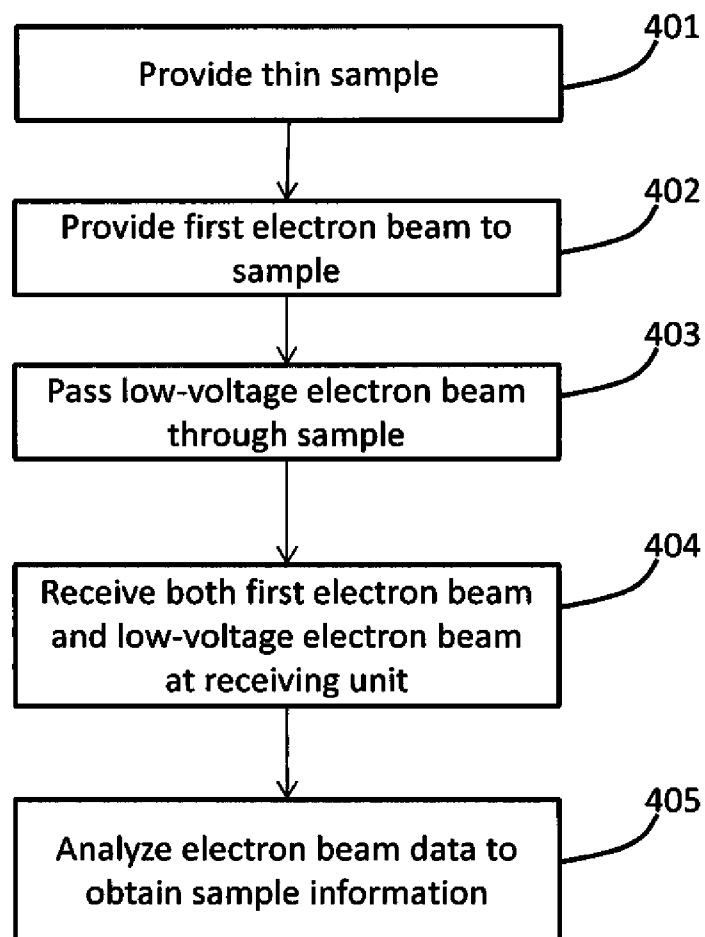 401
Provide thin sample
402
Provide first electron beam to
sample
403
Pass low-voltage electron beam
through sample
404
Receive both first electron beam
and low-voltage electron beam
at receiving unit
405
Analyze electron beam data to
obtain sample information